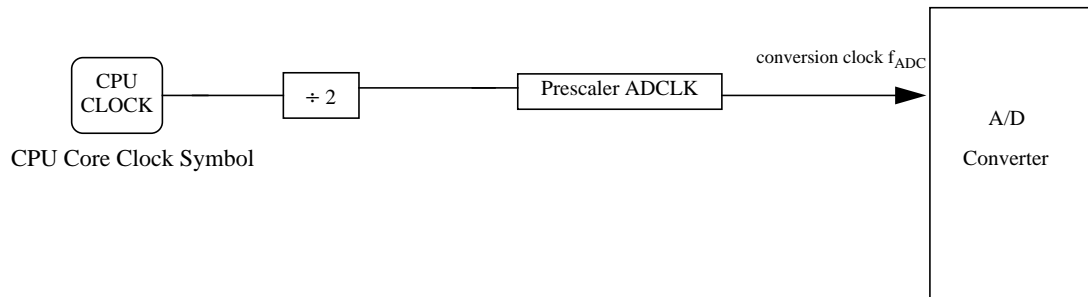 conversion clock fADC
CPU
CLOCK
÷ 2
Prescaler ADCLK
A/D
Converter
CPU Core Clock Symbol